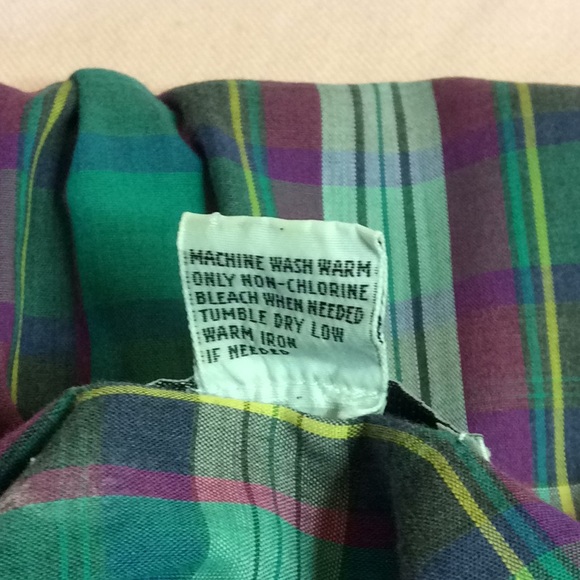 MACHINE WASH WARM
ONLY NON-CHLORINE
BLEACH WHEN NEEDED
TUMBLE DRY LOW
WARM IRON
IF NEEDED